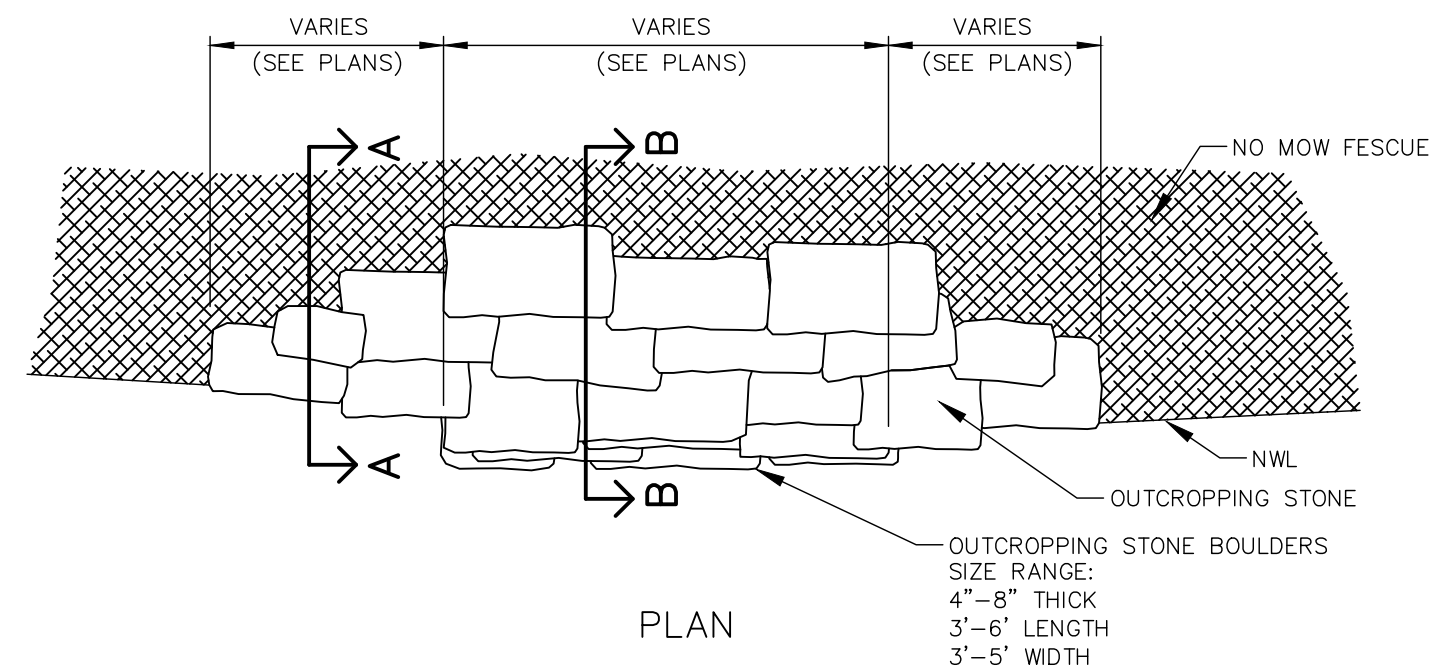 VARIES
(SEE PLANS)
VARIES
(SEE PLANS)
VARIES
(SEE PLANS)
A
B
NO MOW FESCUE
A
B
NWL
OUTCROPPING STONE
OUTCROPPING STONE BOULDERS
SIZE RANGE:
4"-8" THICK
3'-6' LENGTH
3'-5' WIDTH
PLAN